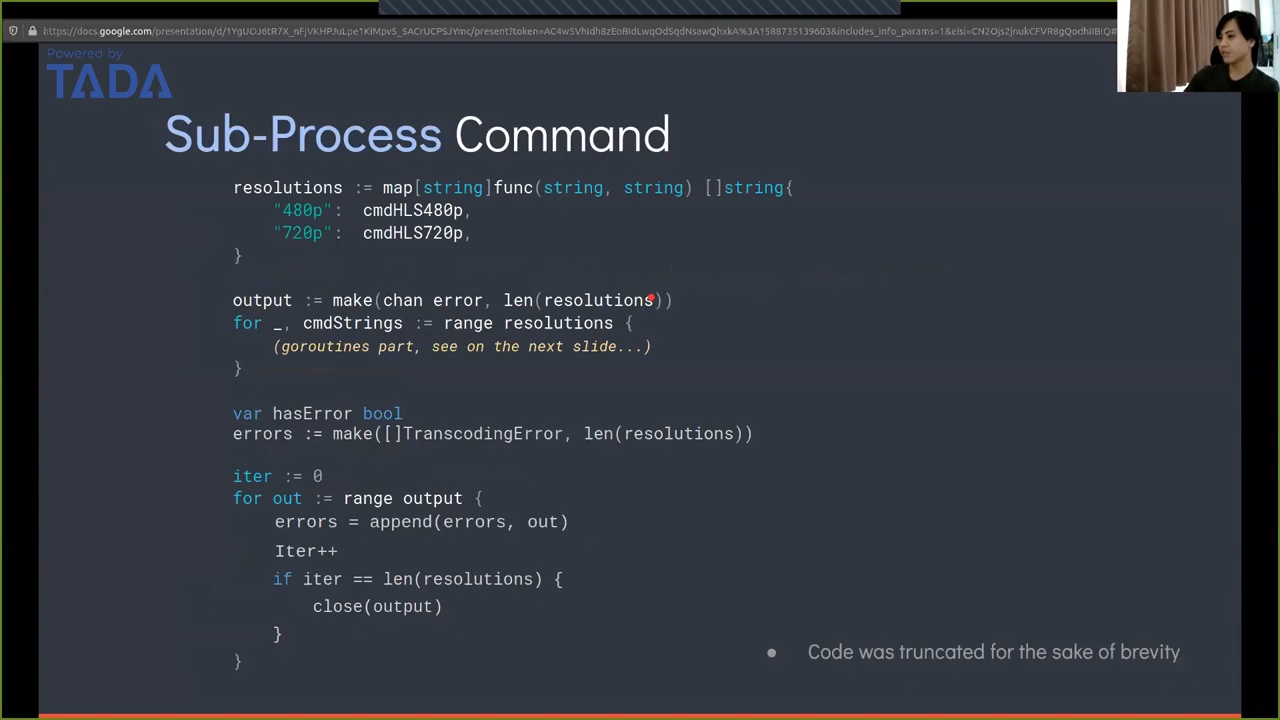 Powered by
TADA
Sub-Process Command
resolutions := map[string]func(string, string) []string{
"480p": cmdHLS480p,
"720p": cmdHLS720p,
}
output := make(chan error, len(resolutions))
for _, cmdStrings := range resolutions {
(goroutines part, see on the next slide...)
}
var hasError bool
errors := make([]TranscodingError, len(resolutions))
iter := 0
for out := range output {
errors = append(errors, out)
Iter++
if iter == len(resolutions) {
close(output)
}
}
● Code was truncated for the sake of brevity